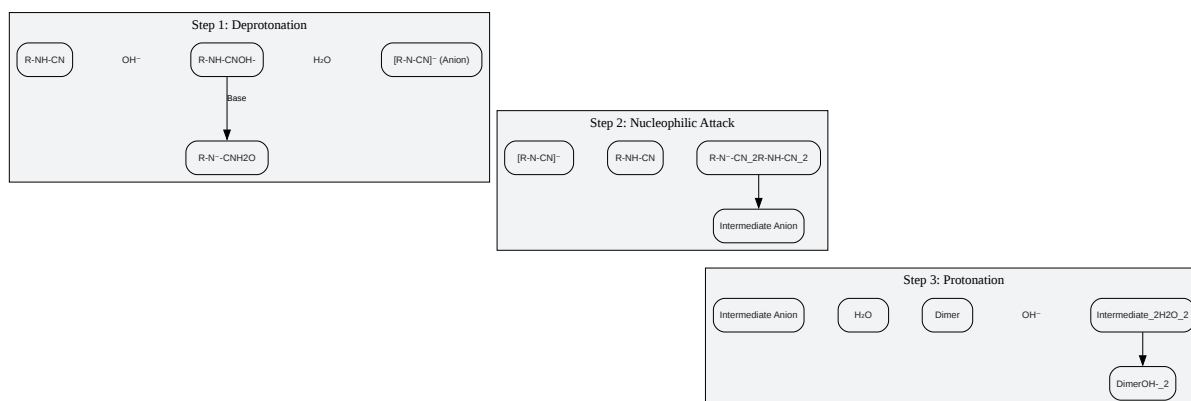 Step 1: Deprotonation
R-NH-CN
OH⁻
R-NH-CNOH-
H₂O
[R-N-CN]⁻ (Anion)
Base
R-N⁻-CNH2O
Step 2: Nucleophilic Attack
[R-N-CN]⁻
R-NH-CN
R-N⁻-CN_2R-NH-CN_2
Intermediate Anion
Step 3: Protonation
Intermediate Anion
H₂O
Dimer
OH⁻
Intermediate_2H2O_2
DimerOH-_2